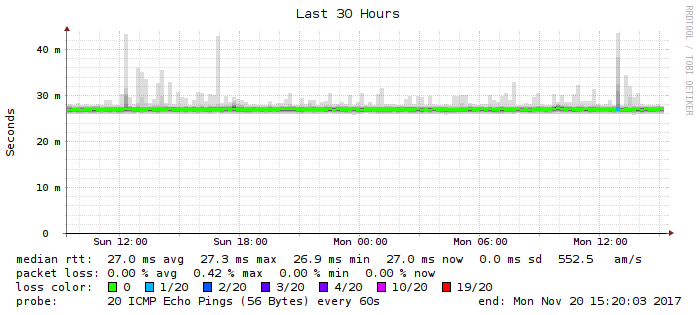 Last 30 Hours
RRDTOOL / TOBI OETIKER
Seconds
40 m
30 m
20 m
10 m
0
Sun 12:00 Sun 18:00 Mon 00:00 Mon 06:00 Mon 12:00
median rtt: 27.0 ms avg 27.3 ms max 26.9 ms min 27.0 ms now 0.0 ms sd 552.5 am/s
packet loss: 0.00 % avg 0.42 % max 0.00 % min 0.00 % now
loss color: 0 1/20 2/20 3/20 4/20 10/20 19/20
probe: 20 ICMP Echo Pings (56 Bytes) every 60s end: Mon Nov 20 15:20:03 2017